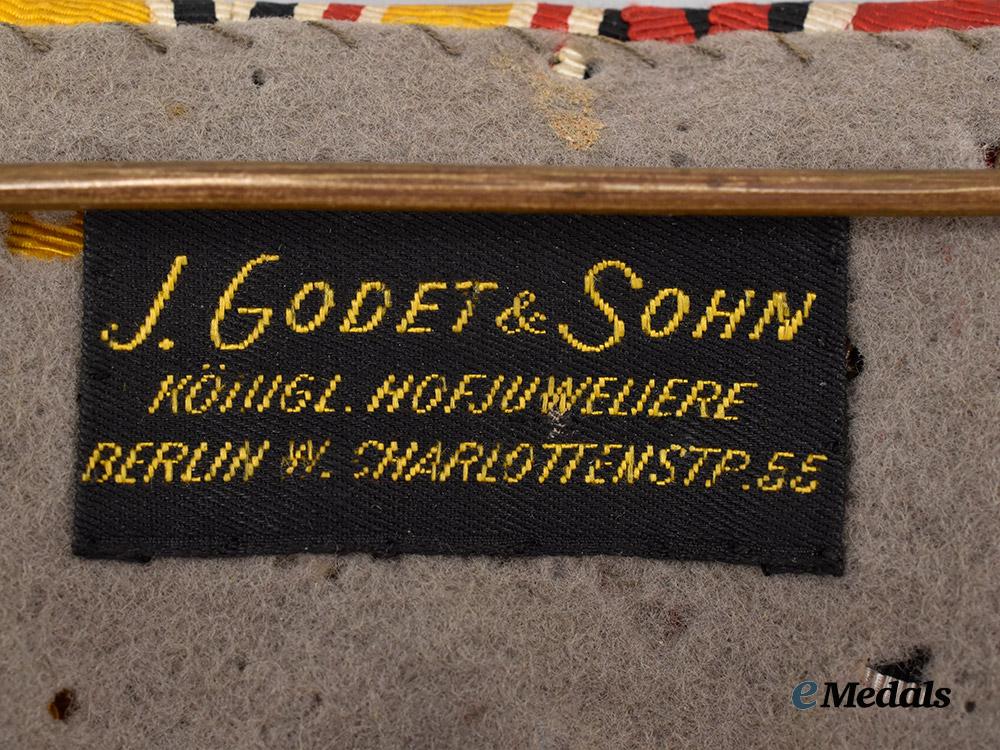 J. GODET & SOHN
KÖNIGL. HOFJUWELIERE
BERLIN W. CHARLOTTENSTR. 55
eMedals